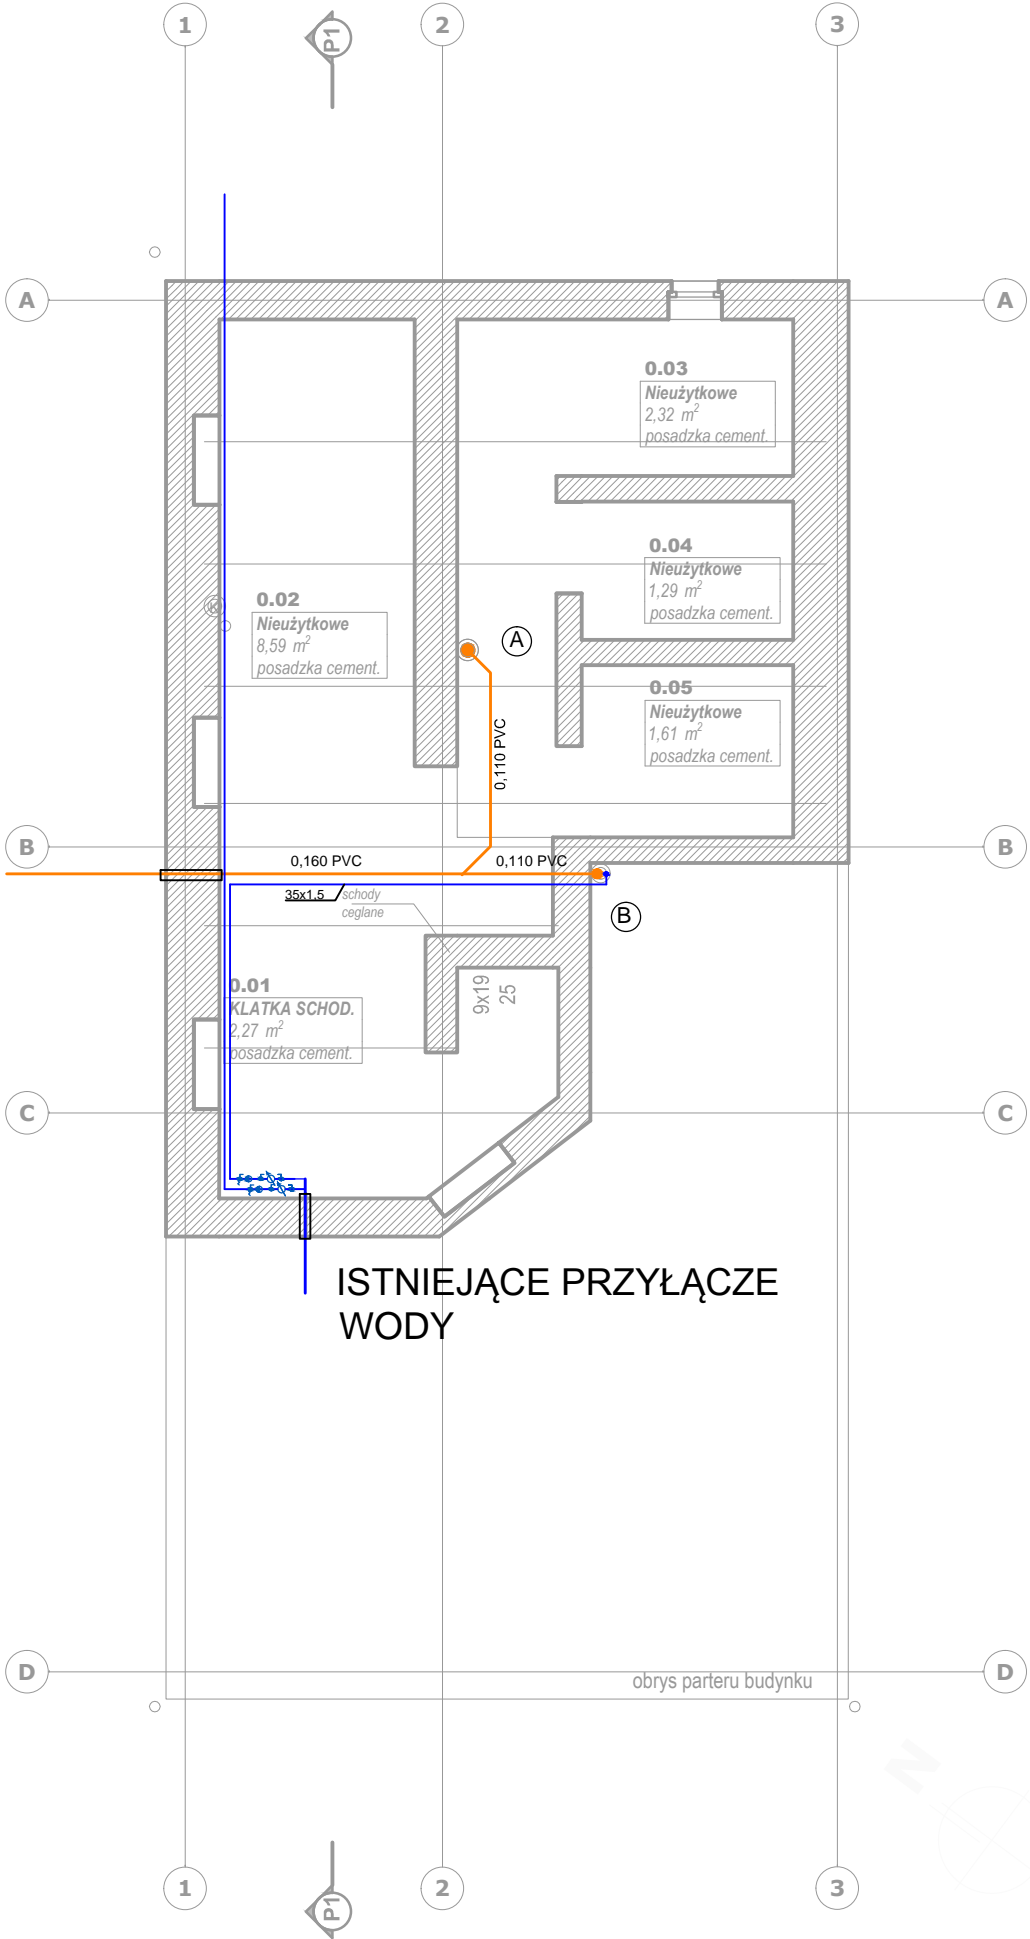 1
2
3
P1
A
A
0.03
Nieużytkowe
2,32 m²
posadzka cement.
0.04
Nieużytkowe
1,29 m²
posadzka cement.
0.02
Nieużytkowe
8,59 m²
posadzka cement.
K
A
0.05
Nieużytkowe
1,61 m²
posadzka cement.
0,110 PVC
B
B
0,160 PVC
0,110 PVC
35x1.5
schody
ceglane
B
0.01
KLATKA SCHOD.
2,27 m²
posadzka cement.
9x19
25
C
C
ISTNIEJĄCE PRZYŁĄCZE
WODY
D
D
obrys parteru budynku
N
1
2
3
P1